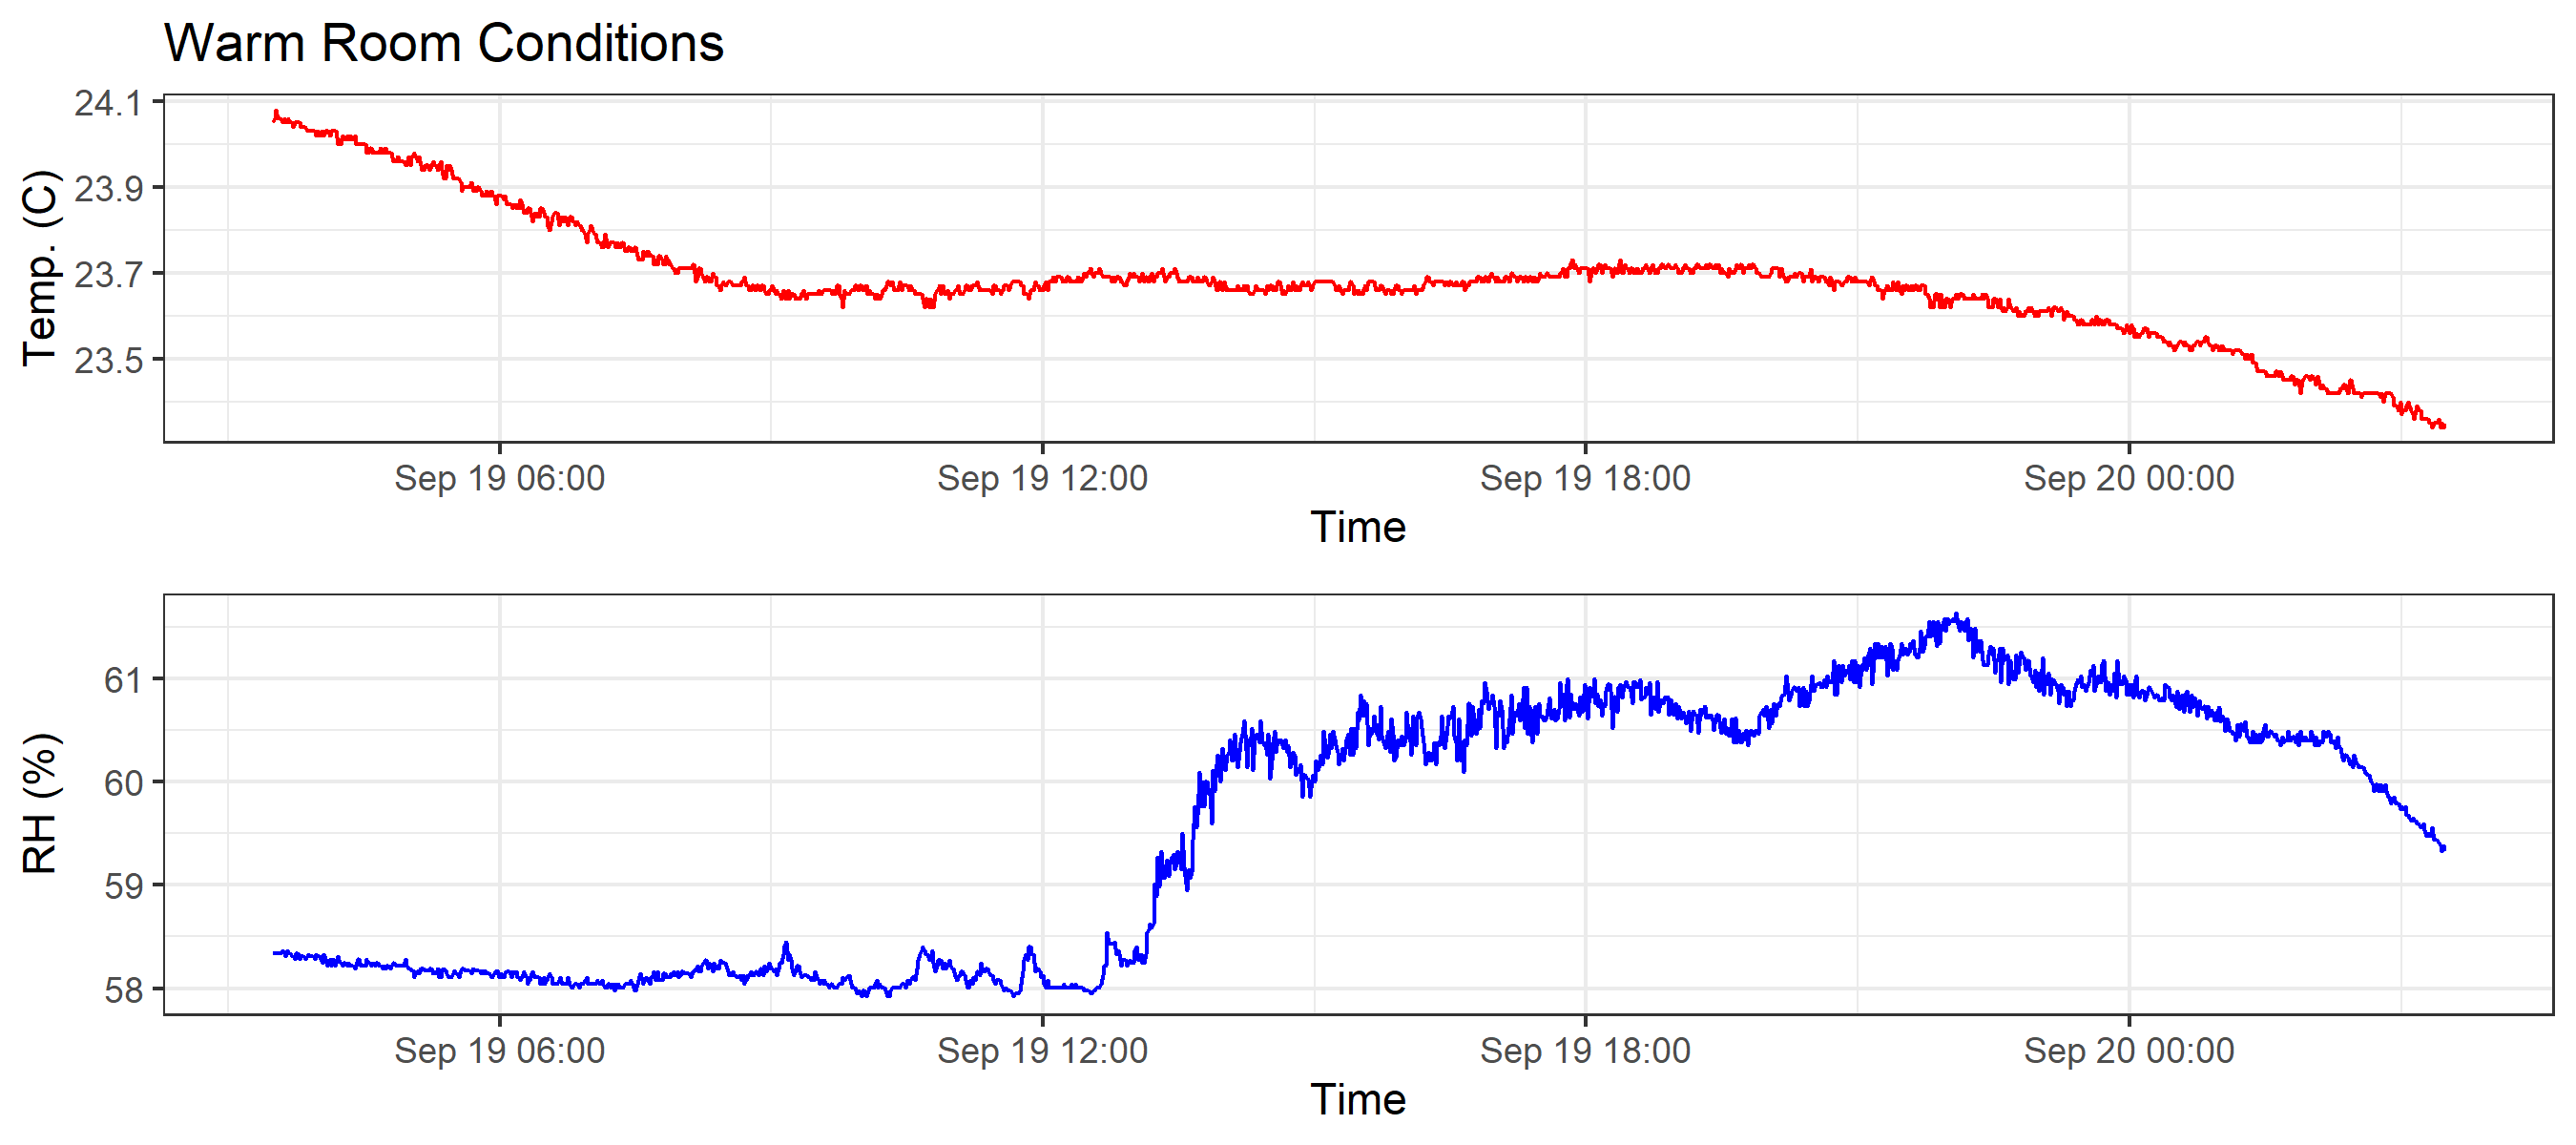 Warm Room Conditions
Temp. (C)
24.1
23.9
23.7
23.5
Sep 19 06:00 Sep 19 12:00 Sep 19 18:00 Sep 20 00:00
Time
RH (%)
61
60
59
58
Sep 19 06:00 Sep 19 12:00 Sep 19 18:00 Sep 20 00:00
Time